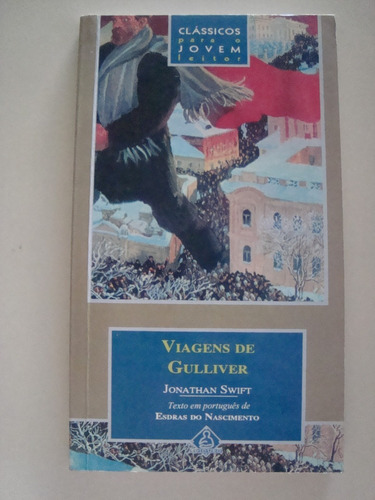 CLÁSSICOS
para o
JOVEM
leitor
VIAGENS DE
GULLIVER
JONATHAN SWIFT
Texto em português de
ESDRAS DO NASCIMENTO